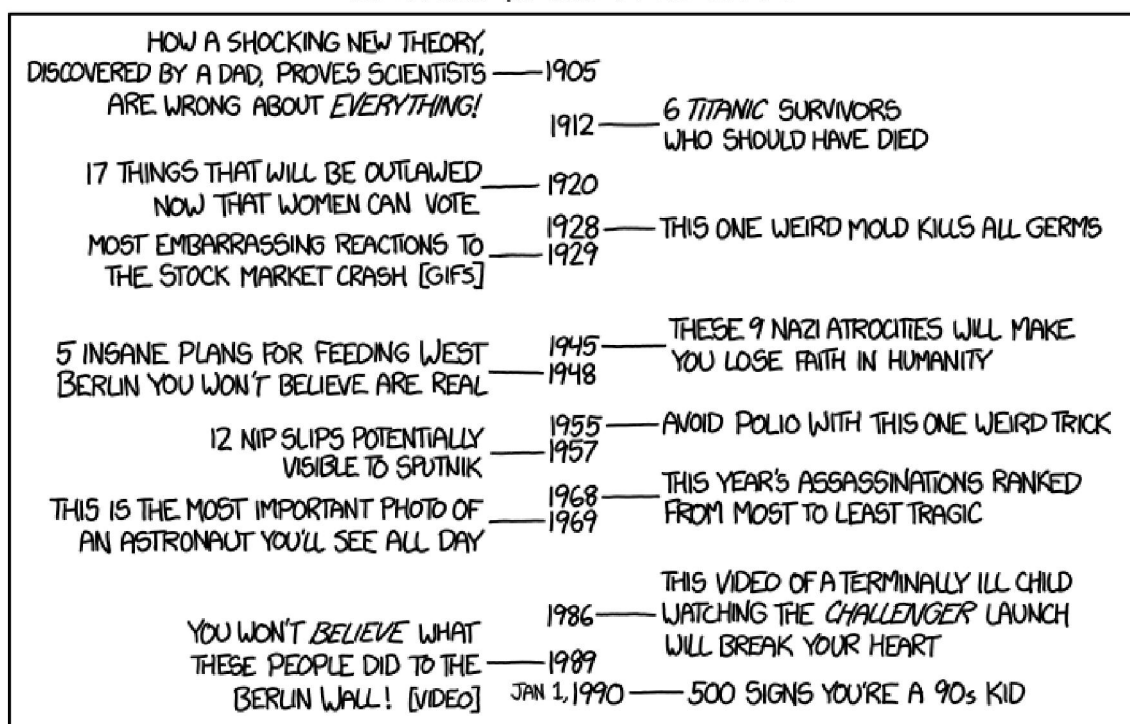 HOW A SHOCKING NEW THEORY,
DISCOVERED BY A DAD, PROVES SCIENTISTS
ARE WRONG ABOUT EVERYTHING!
1905
1912
6 TITANIC SURVIVORS
WHO SHOULD HAVE DIED
17 THINGS THAT WILL BE OUTLAWED
NOW THAT WOMEN CAN VOTE
1920
1928
THIS ONE WEIRD MOLD KILLS ALL GERMS
MOST EMBARRASSING REACTIONS TO
THE STOCK MARKET CRASH [GIFS]
1929
1945
THESE 9 NAZI ATROCITIES WILL MAKE
YOU LOSE FAITH IN HUMANITY
5 INSANE PLANS FOR FEEDING WEST
BERLIN YOU WON'T BELIEVE ARE REAL
1948
1955
AVOID POLIO WITH THIS ONE WEIRD TRICK
12 NIP SLIPS POTENTIALLY
VISIBLE TO SPUTNIK
1957
1968
THIS YEAR'S ASSASSINATIONS RANKED
FROM MOST TO LEAST TRAGIC
THIS IS THE MOST IMPORTANT PHOTO OF
AN ASTRONAUT YOU'LL SEE ALL DAY
1969
1986
THIS VIDEO OF A TERMINALLY ILL CHILD
WATCHING THE CHALLENGER LAUNCH
WILL BREAK YOUR HEART
YOU WON'T BELIEVE WHAT
THESE PEOPLE DID TO THE
BERLIN WALL! [VIDEO]
1989
JAN 1, 1990
500 SIGNS YOU'RE A 90s KID